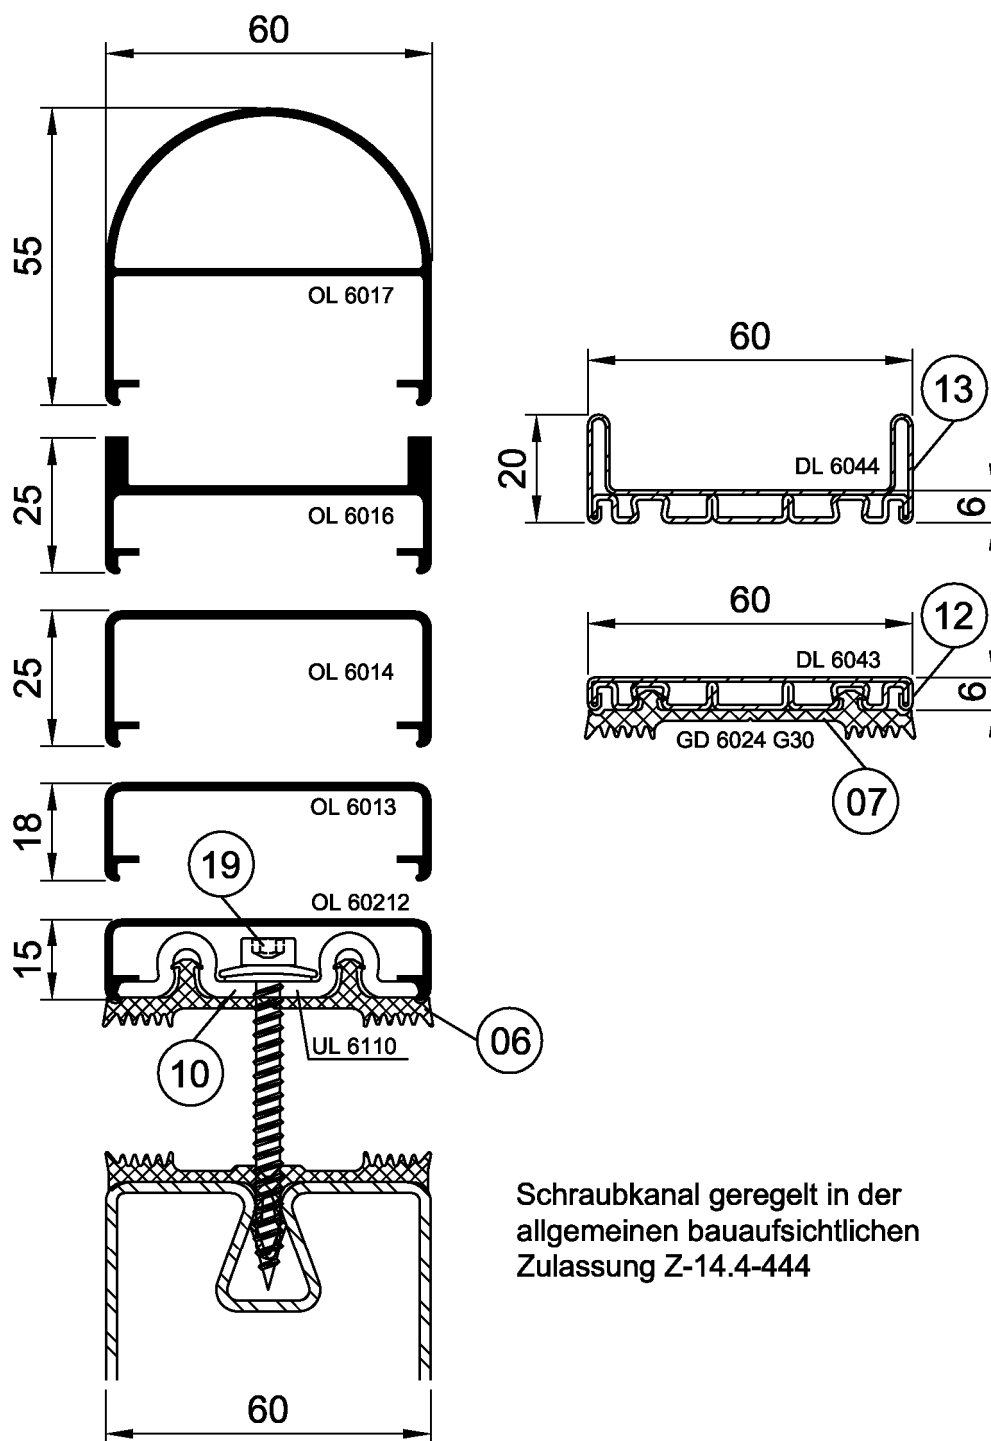 60
55
OL 6017
25
OL 6016
25
OL 6014
18
OL 6013
19
OL 60212
15
10
UL 6110
06
60
60
13
20
DL 6044
6
60
12
DL 6043
6
GD 6024 G30
07
Schraubkanal geregelt in der
allgemeinen bauaufsichtlichen
Zulassung Z-14.4-444